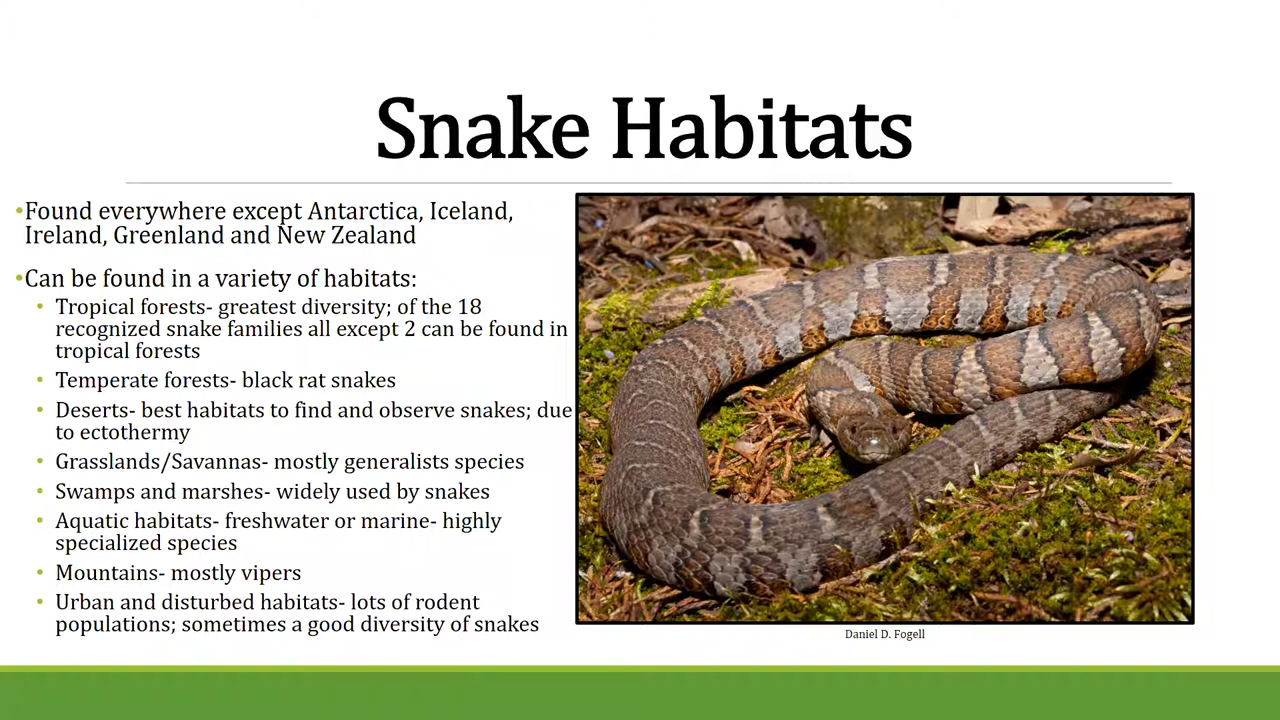 Snake Habitats
•Found everywhere except Antarctica, Iceland,
Ireland, Greenland and New Zealand
•Can be found in a variety of habitats:
• Tropical forests- greatest diversity; of the 18
recognized snake families all except 2 can be found in
tropical forests
• Temperate forests- black rat snakes
• Deserts- best habitats to find and observe snakes; due
to ectothermy
• Grasslands/Savannas- mostly generalists species
• Swamps and marshes- widely used by snakes
• Aquatic habitats- freshwater or marine- highly
specialized species
• Mountains- mostly vipers
• Urban and disturbed habitats- lots of rodent
populations; sometimes a good diversity of snakes
Daniel D. Fogell